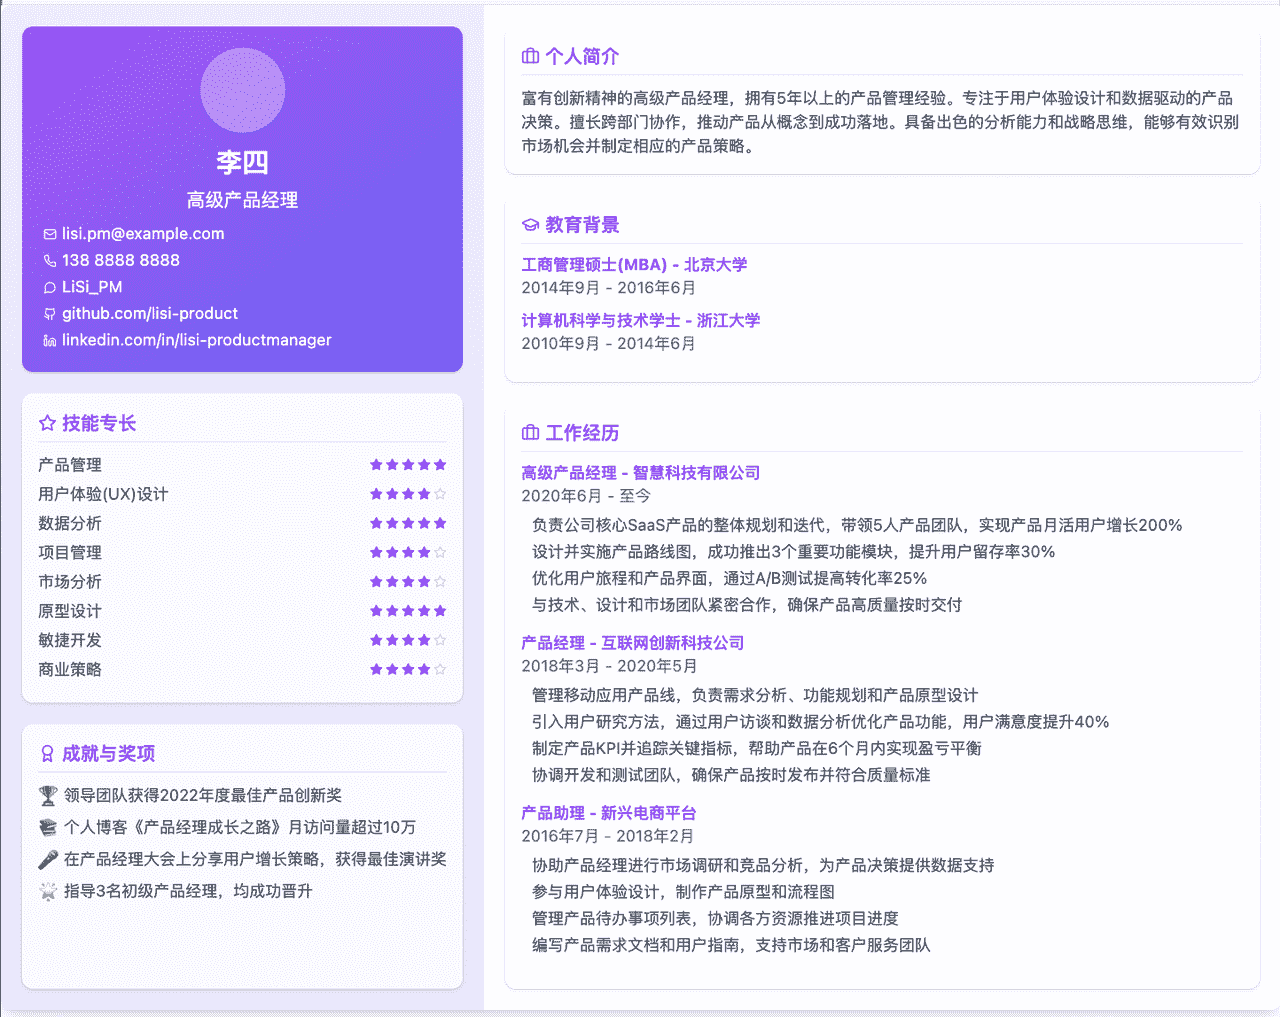 李四
高级产品经理
lisi.pm@example.com
138 8888 8888
LiSi_PM
github.com/lisi-product
linkedin.com/in/lisi-productmanager
技能专长
产品管理
用户体验(UX)设计
数据分析
项目管理
市场分析
原型设计
敏捷开发
商业策略
成就与奖项
领导团队获得2022年度最佳产品创新奖
个人博客《产品经理成长之路》月访问量超过10万
在产品经理大会上分享用户增长策略，获得最佳演讲奖
指导3名初级产品经理，均成功晋升
个人简介
富有创新精神的高级产品经理，拥有5年以上的产品管理经验。专注于用户体验设计和数据驱动的产品
决策。擅长跨部门协作，推动产品从概念到成功落地。具备出色的分析能力和战略思维，能够有效识别
市场机会并制定相应的产品策略。
教育背景
工商管理硕士(MBA) - 北京大学
2014年9月 - 2016年6月
计算机科学与技术学士 - 浙江大学
2010年9月 - 2014年6月
工作经历
高级产品经理 - 智慧科技有限公司
2020年6月 - 至今
负责公司核心SaaS产品的整体规划和迭代，带领5人产品团队，实现产品月活用户增长200%
设计并实施产品路线图，成功推出3个重要功能模块，提升用户留存率30%
优化用户旅程和产品界面，通过A/B测试提高转化率25%
与技术、设计和市场团队紧密合作，确保产品高质量按时交付
产品经理 - 互联网创新科技公司
2018年3月 - 2020年5月
管理移动应用产品线，负责需求分析、功能规划和产品原型设计
引入用户研究方法，通过用户访谈和数据分析优化产品功能，用户满意度提升40%
制定产品KPI并追踪关键指标，帮助产品在6个月内实现盈亏平衡
协调开发和测试团队，确保产品按时发布并符合质量标准
产品助理 - 新兴电商平台
2016年7月 - 2018年2月
协助产品经理进行市场调研和竞品分析，为产品决策提供数据支持
参与用户体验设计，制作产品原型和流程图
管理产品待办事项列表，协调各方资源推进项目进度
编写产品需求文档和用户指南，支持市场和客户服务团队